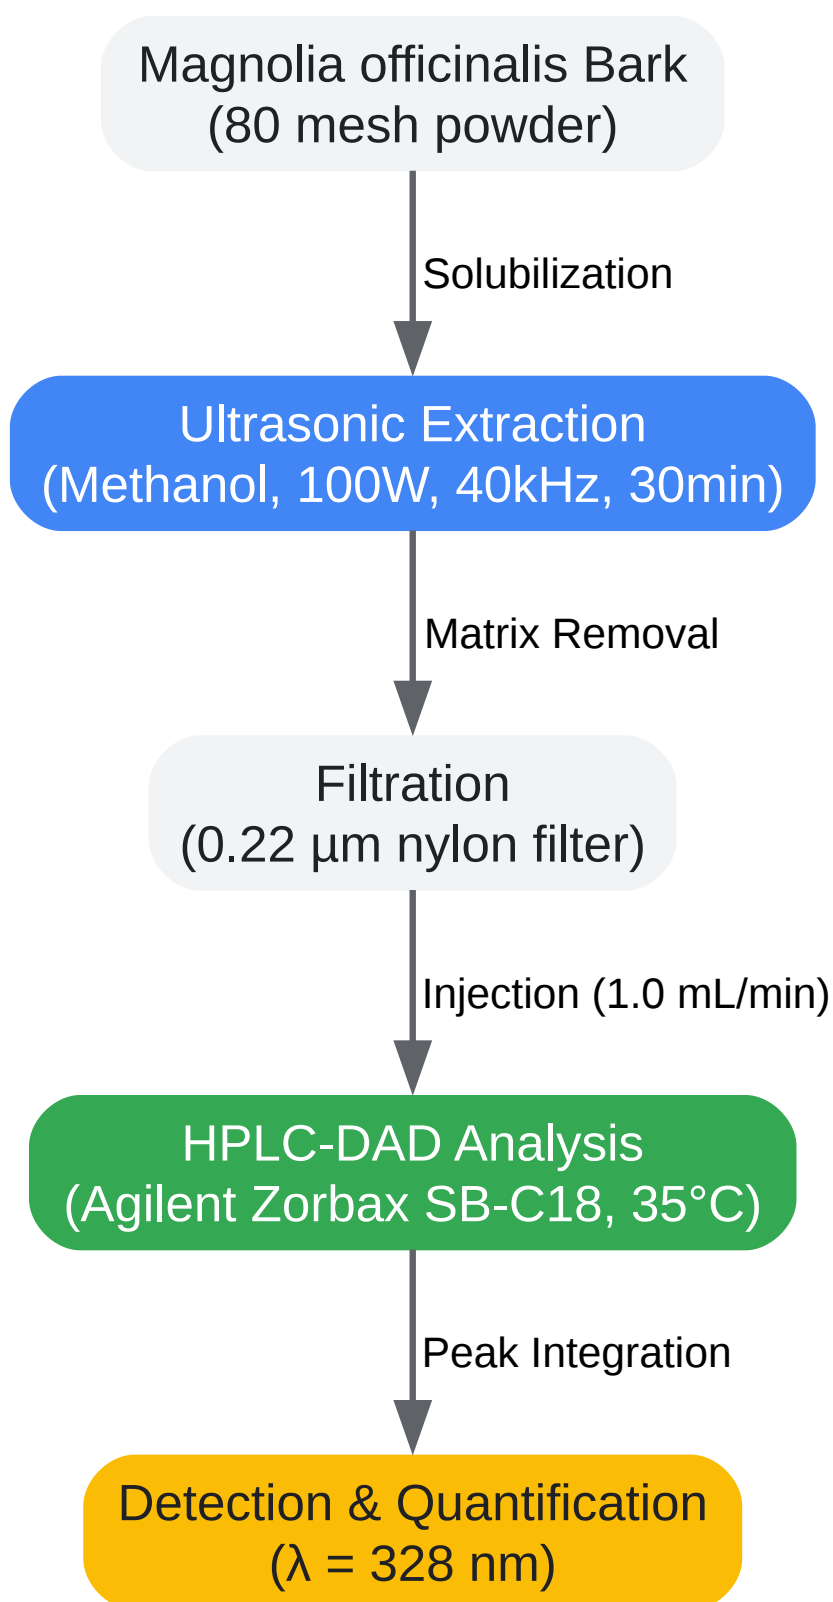 Magnolia officinalis Bark
(80 mesh powder)
Solubilization
Ultrasonic Extraction
(Methanol, 100W, 40kHz, 30min)
Matrix Removal
Filtration
(0.22 µm nylon filter)
Injection (1.0 mL/min)
HPLC-DAD Analysis
(Agilent Zorbax SB-C18, 35°C)
Peak Integration
Detection & Quantification
(λ = 328 nm)